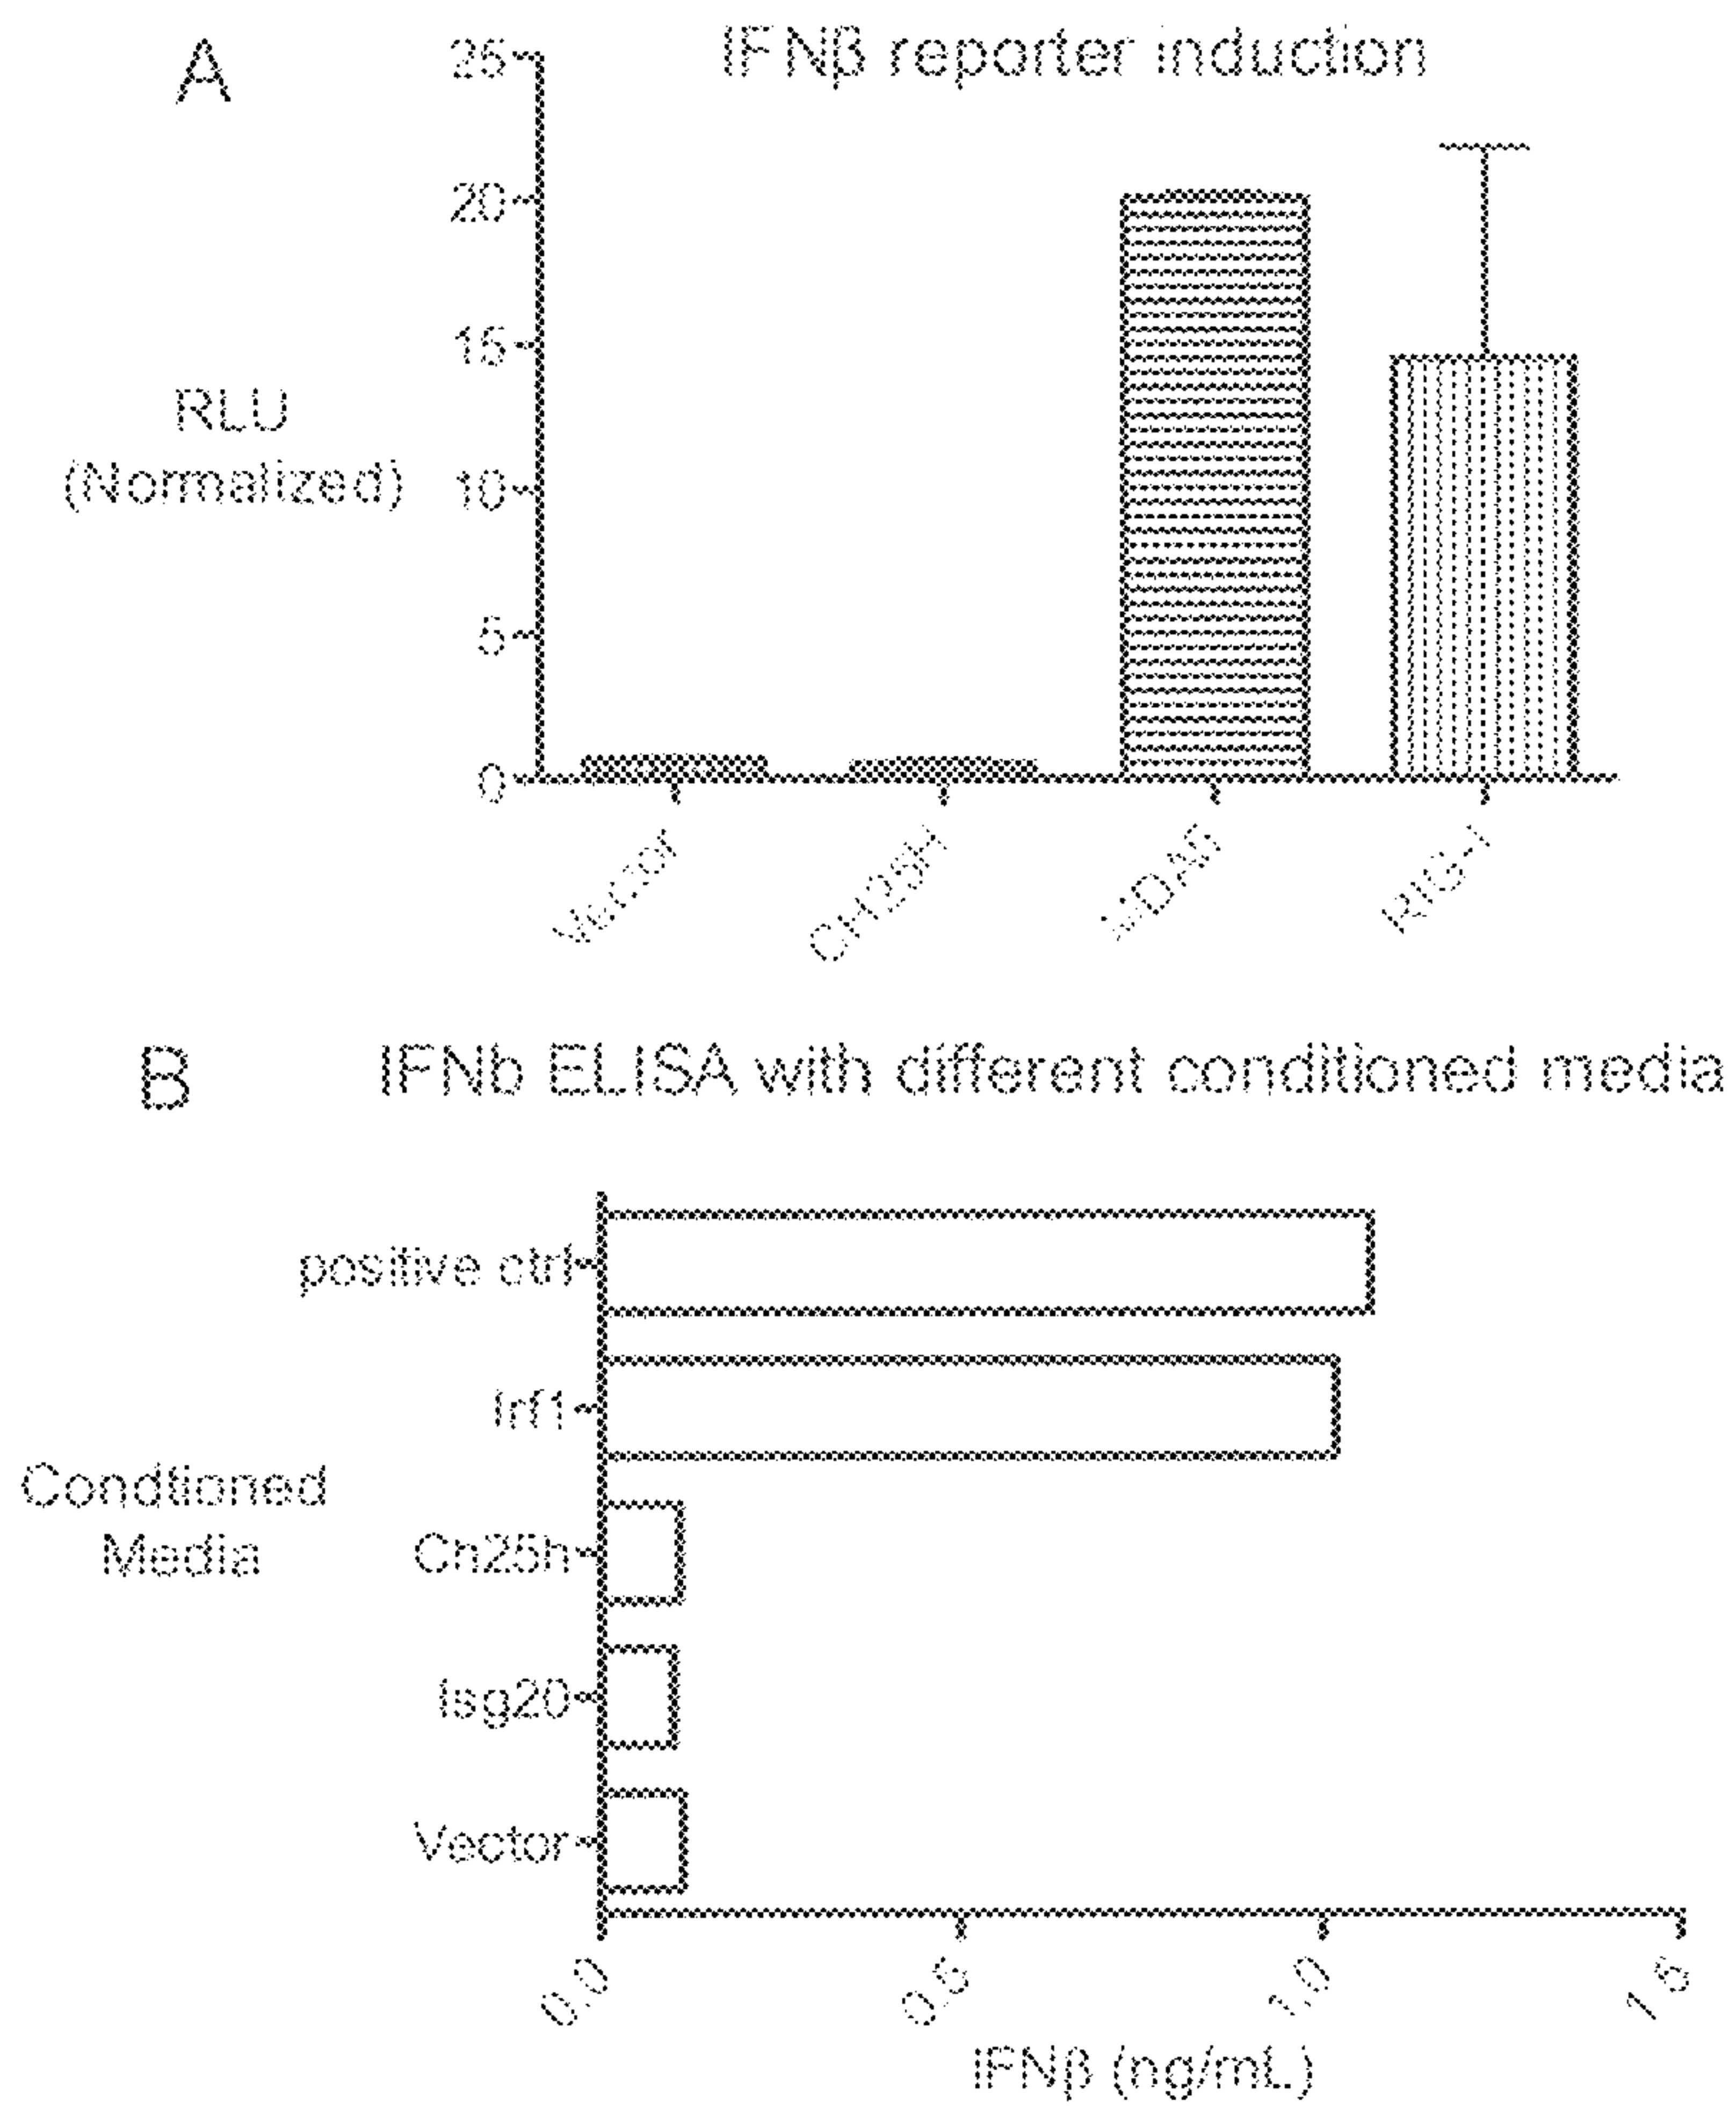 A
IFNβ reporter induction
25
20
15
10
5
0
RLU
(Normalized)
Vector
CH25H
MDA5
RIG-I
B
IFNb ELISA with different conditioned media
positive ctrl
Irf1
Ch25h
Isg20
Vector
Condtioned
Media
0.0
0.5
1.0
1.5
IFNβ (ng/mL)